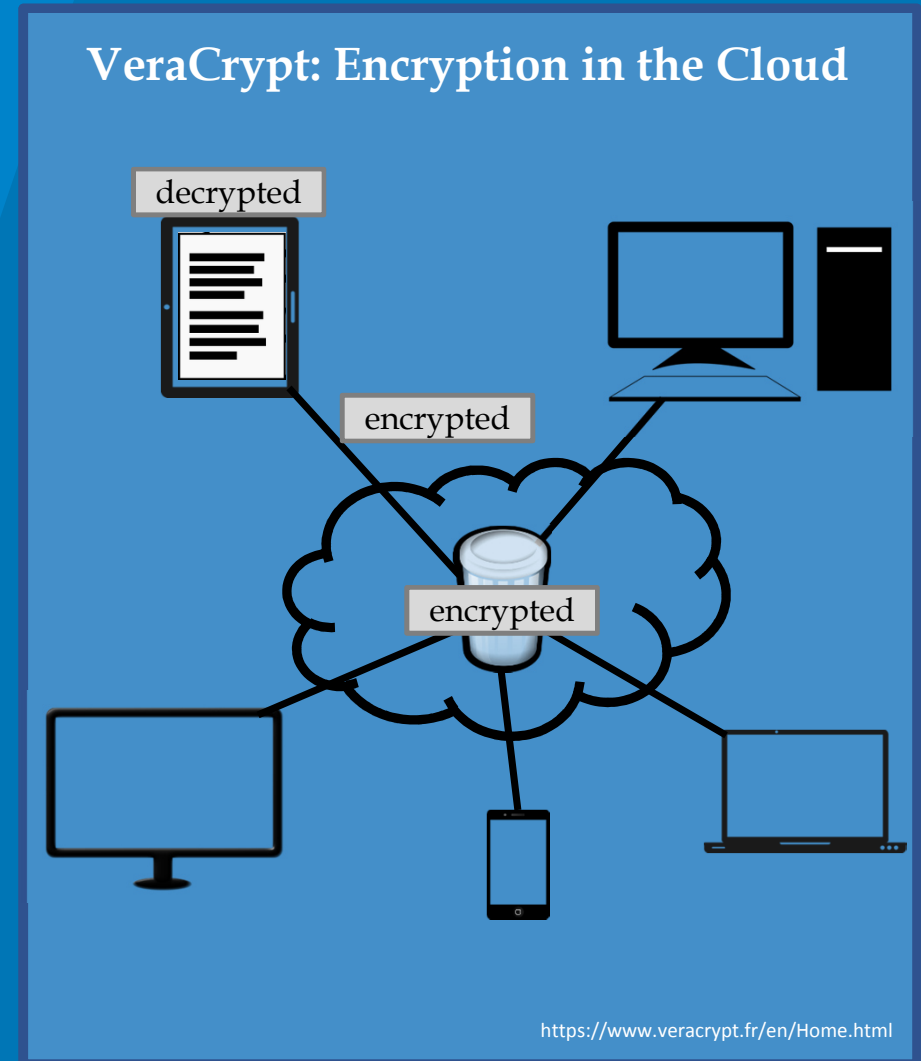 VeraCrypt: Encryption in the Cloud
decrypted
encrypted
encrypted
https://www.veracrypt.fr/en/Home.html